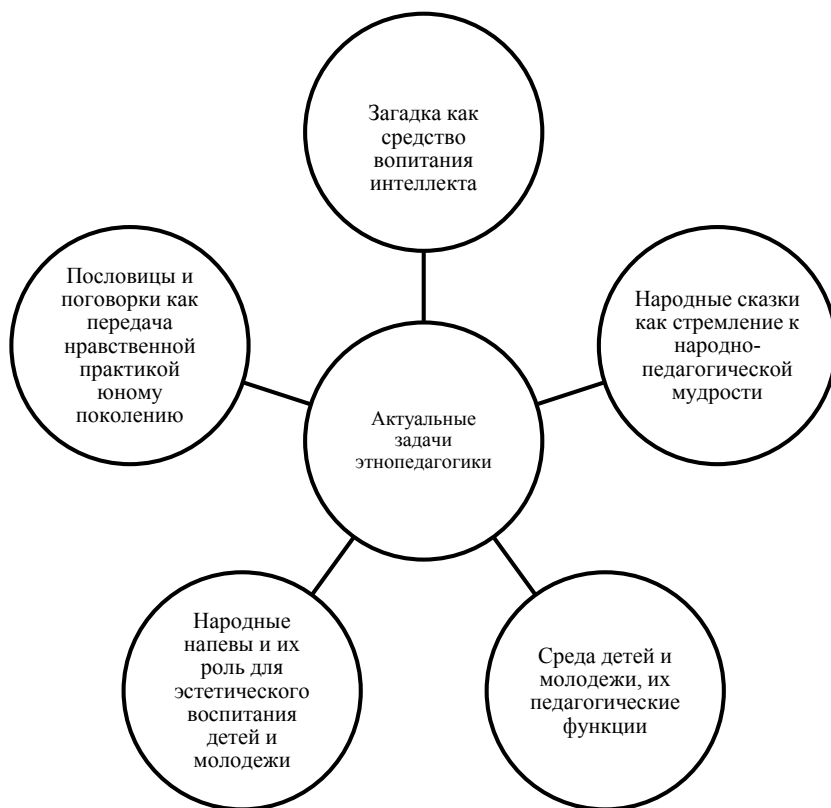 Загадка как
средство
вопитания
интеллекта
Пословицы и
поговорки как
передача
нравственной
практикой
юному
поколению
Народные сказки
как стремление к
народно-
педагогической
мудрости
Актуальные
задачи
этнопедагогики
Народные
напевы и их
роль для
эстетического
воспитания
детей и
молодежи
Среда детей и
молодежи, их
педагогические
функции